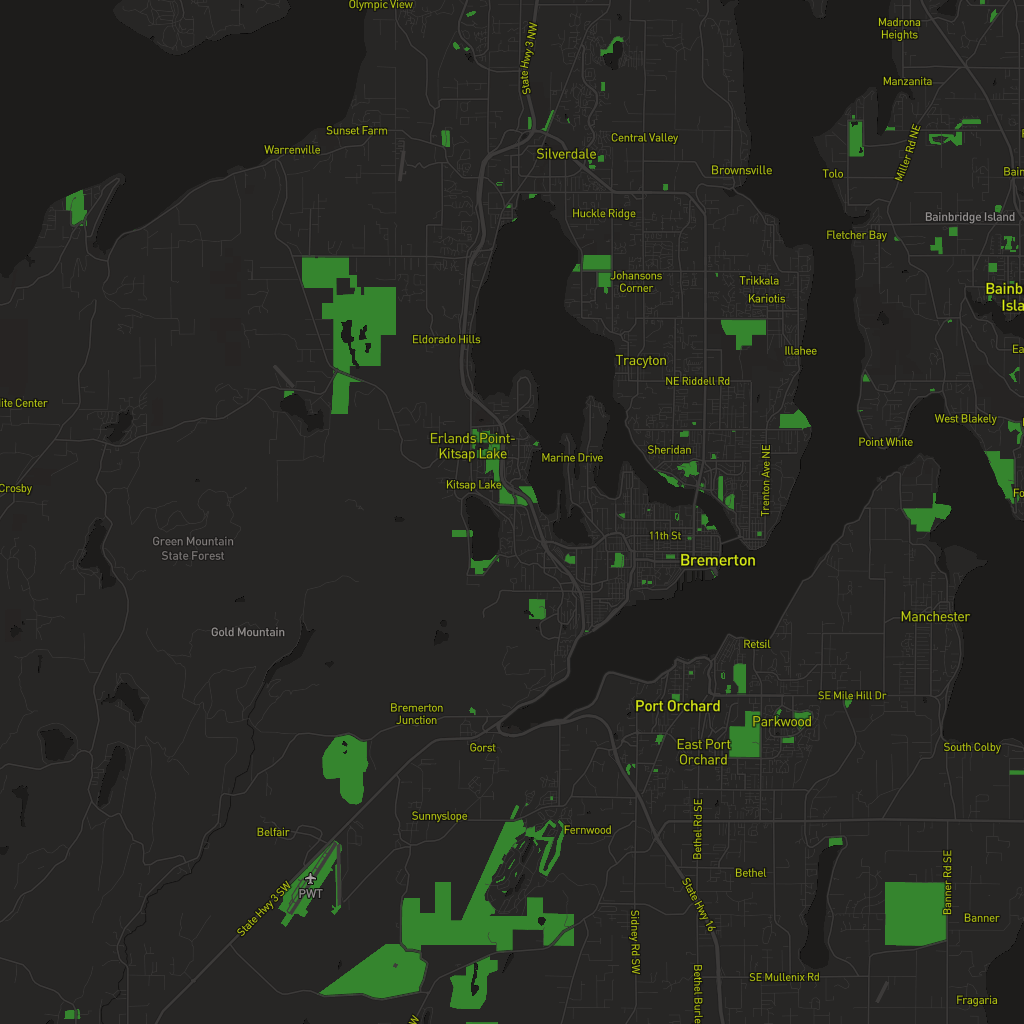 Olympic View
Madrona
Heights
State Hwy 3 NW
Manzanita
Sunset Farm
Central Valley
Warrenville
Silverdale
Miller Rd NE
Brownsville
Tolo
Bain
Huckle Ridge
Bainbridge Island
Fletcher Bay
Johansons
Corner
Trikkala
Kariotis
Bainb
Isla
Eldorado Hills
Illahee
Ea
Tracyton
NE Riddell Rd
ite Center
West Blakely
Erlands Point-
Kitsap Lake
Point White
Sheridan
Marine Drive
Trenton Ave NE
Kitsap Lake
Crosby
Fo
Green Mountain
State Forest
11th St
Bremerton
Manchester
Gold Mountain
Retsil
SE Mile Hill Dr
Bremerton
Junction
Port Orchard
Parkwood
East Port
Orchard
Gorst
South Colby
Sunnyslope
Belfair
Fernwood
Bethel Rd SE
Bethel
PWT
State Hwy 3 SW
State Hwy 16
Banner Rd SE
Banner
Sidney Rd SW
SE Mullenix Rd
Bethel Burle
Fragaria
W